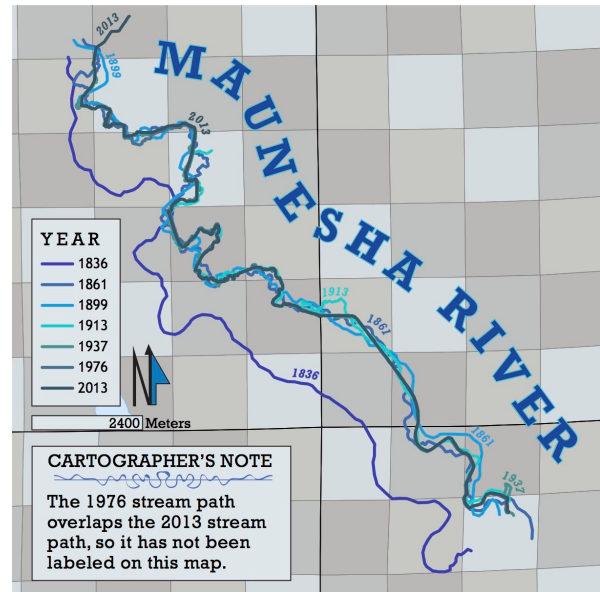 2013
1899
MAUNESHA RIVER
2013
YEAR
1836
1861
1899
1913
1937
1976
2013
1913
1861
1836
N
2400 Meters
1861
1937
CARTOGRAPHER'S NOTE
The 1976 stream path
overlaps the 2013 stream
path, so it has not been
labeled on this map.